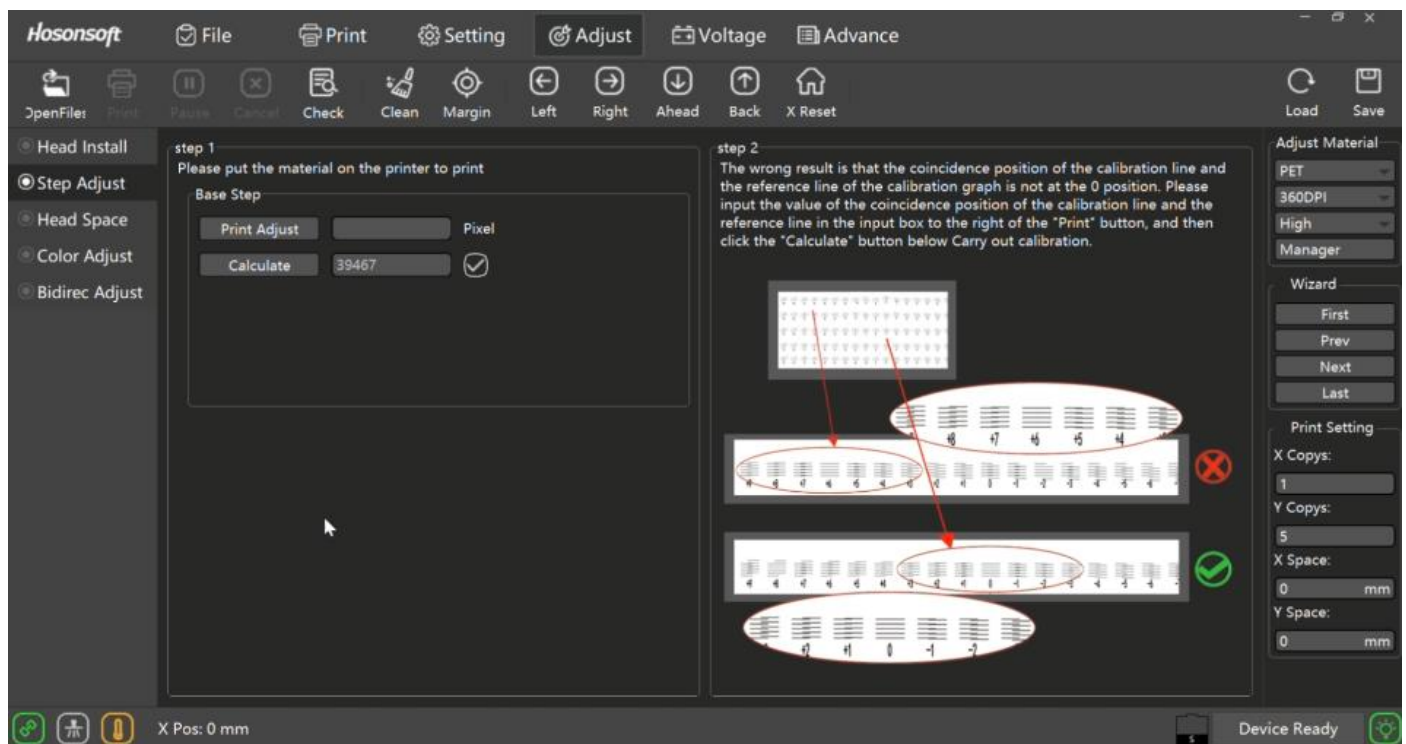 Hosonsoft
File
Print
Setting
Adjust
Voltage
Advance
OpenFiles
Print
Pause
Cancel
Check
Clean
Margin
Left
Right
Ahead
Back
X Reset
Load
Save
Head Install
Step Adjust
Head Space
Color Adjust
Bidirec Adjust
step 1
Please put the material on the printer to print
Base Step
Print Adjust
Pixel
Calculate
39467
step 2
The wrong result is that the coincidence position of the calibration line and
the reference line of the calibration graph is not at the 0 position. Please
input the value of the coincidence position of the calibration line and the
reference line in the input box to the right of the "Print" button, and then
click the "Calculate" button below Carry out calibration.
+8 +7 +6 +5 +4
+2 +1 0 -1 -2
Adjust Material
PET
360DPI
High
Manager
Wizard
First
Prev
Next
Last
Print Setting
X Copys:
1
Y Copys:
5
X Space:
0 mm
Y Space:
0 mm
X Pos: 0 mm
S
Device Ready